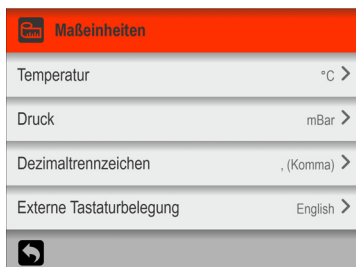 Maßeinheiten
Temperatur °C
Druck mBar
Dezimaltrennzeichen , (Komma)
Externe Tastaturbelegung English